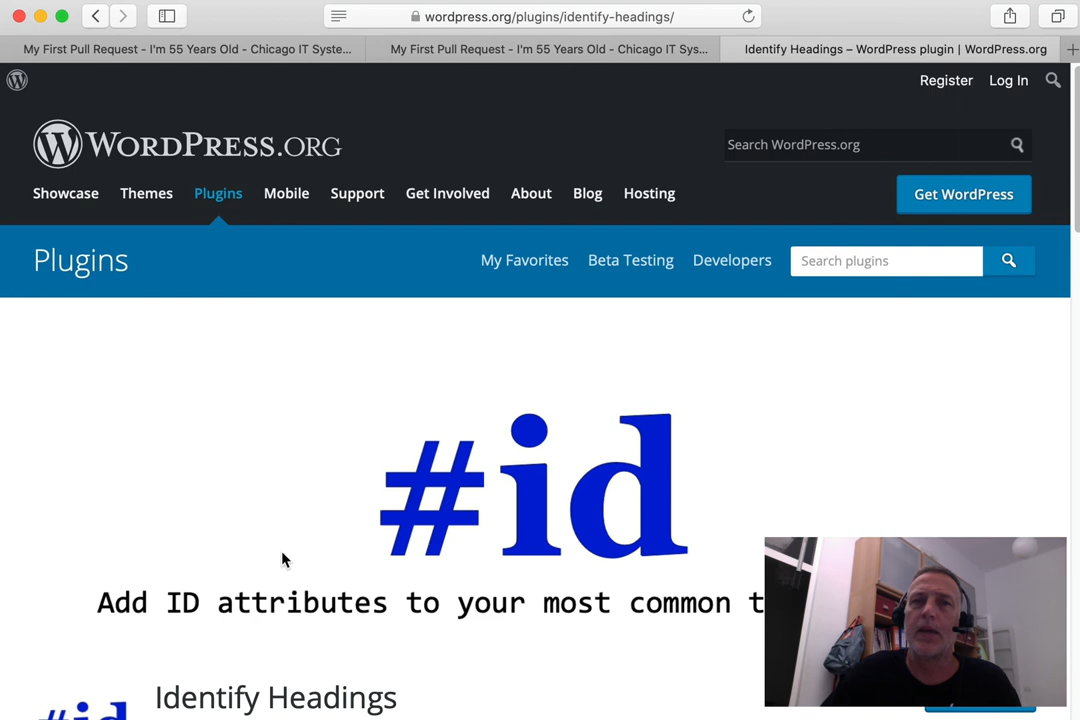 wordpress.org/plugins/identify-headings/
My First Pull Request - I'm 55 Years Old - Chicago IT Syste...
My First Pull Request - I'm 55 Years Old - Chicago IT Sys...
Identify Headings – WordPress plugin | WordPress.org
Register
Log In
WORDPRESS.ORG
Search WordPress.org
Showcase
Themes
Plugins
Mobile
Support
Get Involved
About
Blog
Hosting
Get WordPress
Plugins
My Favorites
Beta Testing
Developers
Search plugins
#id
Add ID attributes to your most common t
Identify Headings
#id